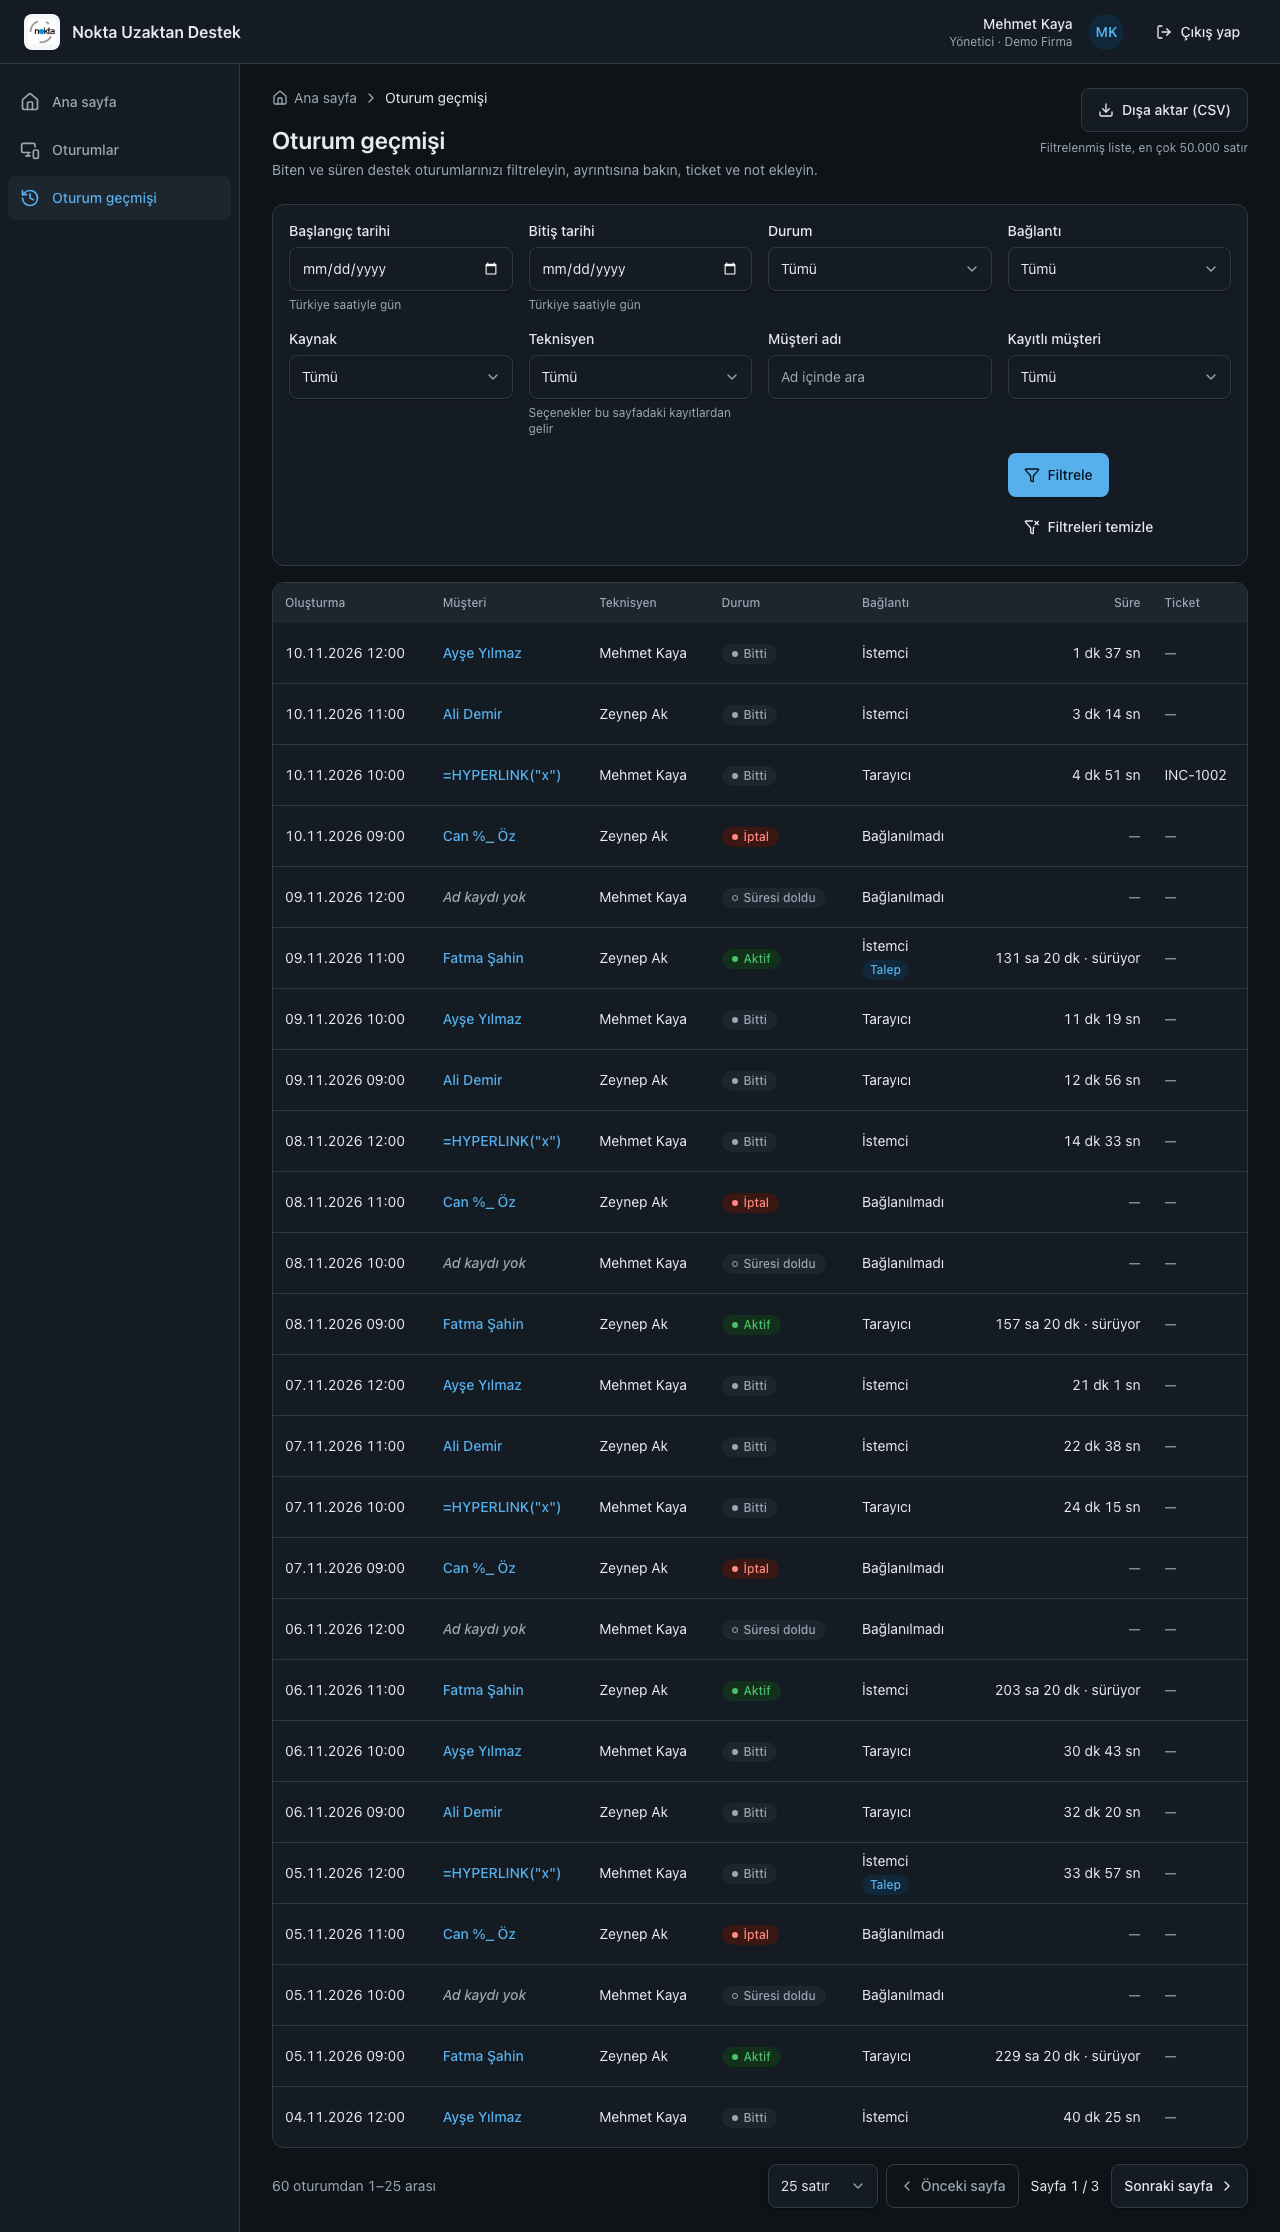 nokta
Nokta Uzaktan Destek
Mehmet Kaya
Yönetici · Demo Firma
MK
Çıkış yap
Ana sayfa
Oturumlar
Oturum geçmişi
Ana sayfa > Oturum geçmişi
Dışa aktar (CSV)
Filtrelenmiş liste, en çok 50.000 satır
Oturum geçmişi
Biten ve süren destek oturumlarınızı filtreleyin, ayrıntısına bakın, ticket ve not ekleyin.
Başlangıç tarihi Bitiş tarihi Durum Bağlantı
mm/dd/yyyy mm/dd/yyyy Tümü Tümü
Türkiye saatiyle gün Türkiye saatiyle gün
Kaynak Teknisyen Müşteri adı Kayıtlı müşteri
Tümü Tümü Ad içinde ara Tümü
Seçenekler bu sayfadaki kayıtlardan
gelir
Filtrele
Filtreleri temizle
Oluşturma Müşteri Teknisyen Durum Bağlantı Süre Ticket
10.11.2026 12:00 Ayşe Yılmaz Mehmet Kaya Bitti İstemci 1 dk 37 sn —
10.11.2026 11:00 Ali Demir Zeynep Ak Bitti İstemci 3 dk 14 sn —
10.11.2026 10:00 =HYPERLINK("x") Mehmet Kaya Bitti Tarayıcı 4 dk 51 sn INC-1002
10.11.2026 09:00 Can %_ Öz Zeynep Ak İptal Bağlanılmadı — —
09.11.2026 12:00 Ad kaydı yok Mehmet Kaya Süresi doldu Bağlanılmadı — —
09.11.2026 11:00 Fatma Şahin Zeynep Ak Aktif İstemci Talep 131 sa 20 dk · sürüyor —
09.11.2026 10:00 Ayşe Yılmaz Mehmet Kaya Bitti Tarayıcı 11 dk 19 sn —
09.11.2026 09:00 Ali Demir Zeynep Ak Bitti Tarayıcı 12 dk 56 sn —
08.11.2026 12:00 =HYPERLINK("x") Mehmet Kaya Bitti İstemci 14 dk 33 sn —
08.11.2026 11:00 Can %_ Öz Zeynep Ak İptal Bağlanılmadı — —
08.11.2026 10:00 Ad kaydı yok Mehmet Kaya Süresi doldu Bağlanılmadı — —
08.11.2026 09:00 Fatma Şahin Zeynep Ak Aktif Tarayıcı 157 sa 20 dk · sürüyor —
07.11.2026 12:00 Ayşe Yılmaz Mehmet Kaya Bitti İstemci 21 dk 1 sn —
07.11.2026 11:00 Ali Demir Zeynep Ak Bitti İstemci 22 dk 38 sn —
07.11.2026 10:00 =HYPERLINK("x") Mehmet Kaya Bitti Tarayıcı 24 dk 15 sn —
07.11.2026 09:00 Can %_ Öz Zeynep Ak İptal Bağlanılmadı — —
06.11.2026 12:00 Ad kaydı yok Mehmet Kaya Süresi doldu Bağlanılmadı — —
06.11.2026 11:00 Fatma Şahin Zeynep Ak Aktif İstemci 203 sa 20 dk · sürüyor —
06.11.2026 10:00 Ayşe Yılmaz Mehmet Kaya Bitti Tarayıcı 30 dk 43 sn —
06.11.2026 09:00 Ali Demir Zeynep Ak Bitti Tarayıcı 32 dk 20 sn —
05.11.2026 12:00 =HYPERLINK("x") Mehmet Kaya Bitti İstemci Talep 33 dk 57 sn —
05.11.2026 11:00 Can %_ Öz Zeynep Ak İptal Bağlanılmadı — —
05.11.2026 10:00 Ad kaydı yok Mehmet Kaya Süresi doldu Bağlanılmadı — —
05.11.2026 09:00 Fatma Şahin Zeynep Ak Aktif Tarayıcı 229 sa 20 dk · sürüyor —
04.11.2026 12:00 Ayşe Yılmaz Mehmet Kaya Bitti İstemci 40 dk 25 sn —
60 oturumdan 1–25 arası 25 satır Önceki sayfa Sayfa 1 / 3 Sonraki sayfa